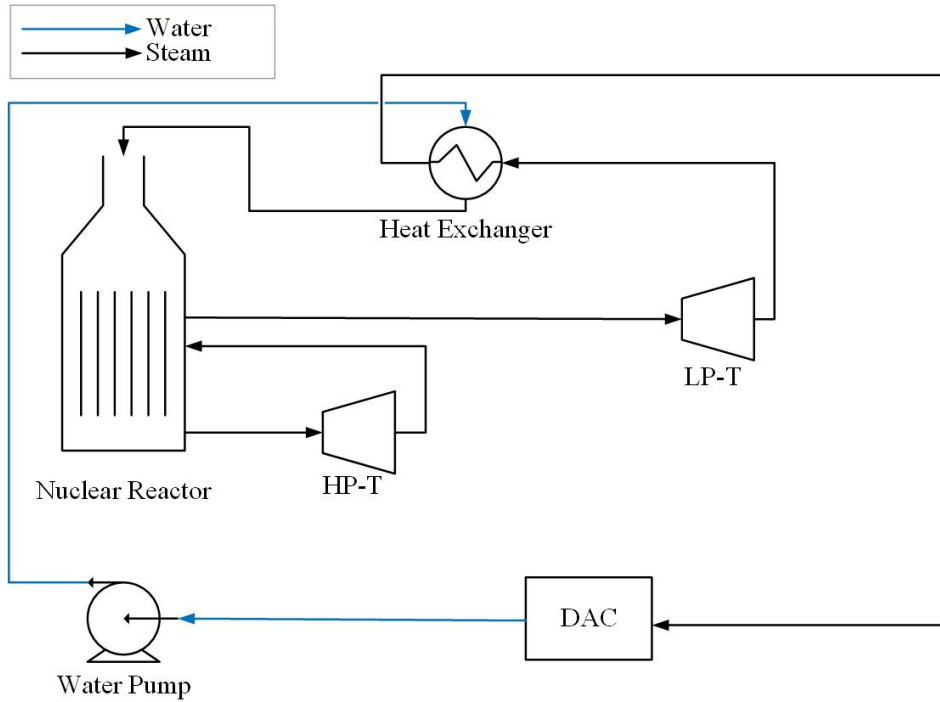 Water
Steam
Heat Exchanger
LP-T
HP-T
Nuclear Reactor
DAC
Water Pump